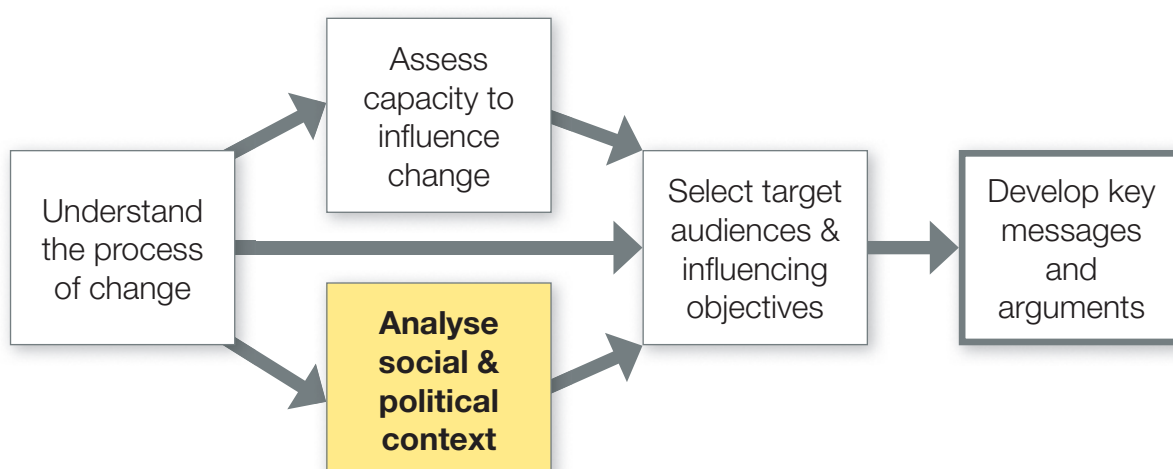 Understand
the process
of change
Assess
capacity to
influence
change
Analyse
social &
political
context
Select target
audiences &
influencing
objectives
Develop key
messages
and
arguments